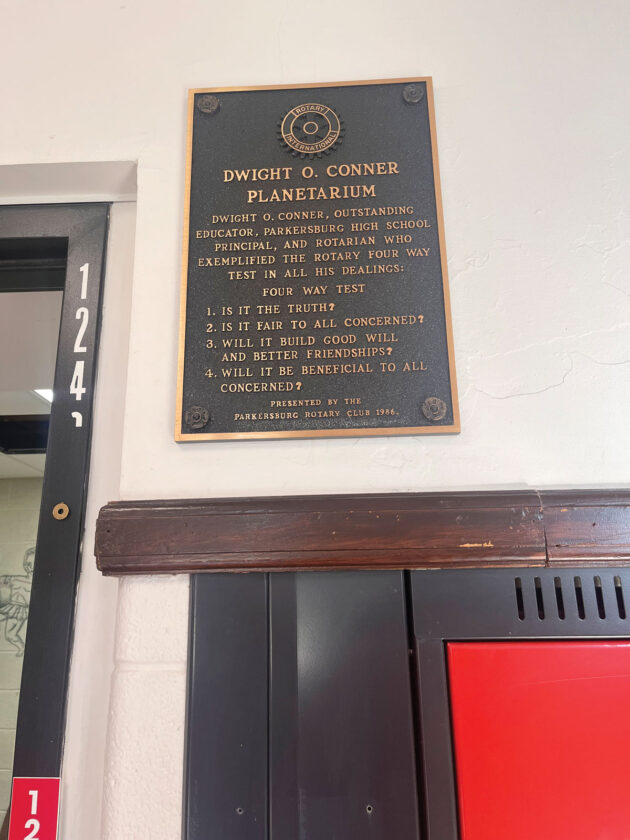 ROTARY
INTERNATIONAL
DWIGHT O. CONNER
PLANETARIUM
DWIGHT O. CONNER, OUTSTANDING
EDUCATOR, PARKERSBURG HIGH SCHOOL
PRINCIPAL, AND ROTARIAN WHO
EXEMPLIFIED THE ROTARY FOUR WAY
TEST IN ALL HIS DEALINGS:
FOUR WAY TEST
1. IS IT THE TRUTH?
2. IS IT FAIR TO ALL CONCERNED?
3. WILL IT BUILD GOOD WILL
AND BETTER FRIENDSHIPS?
4. WILL IT BE BENEFICIAL TO ALL
CONCERNED?
PRESENTED BY THE
PARKERSBURG ROTARY CLUB 1986.
124
12